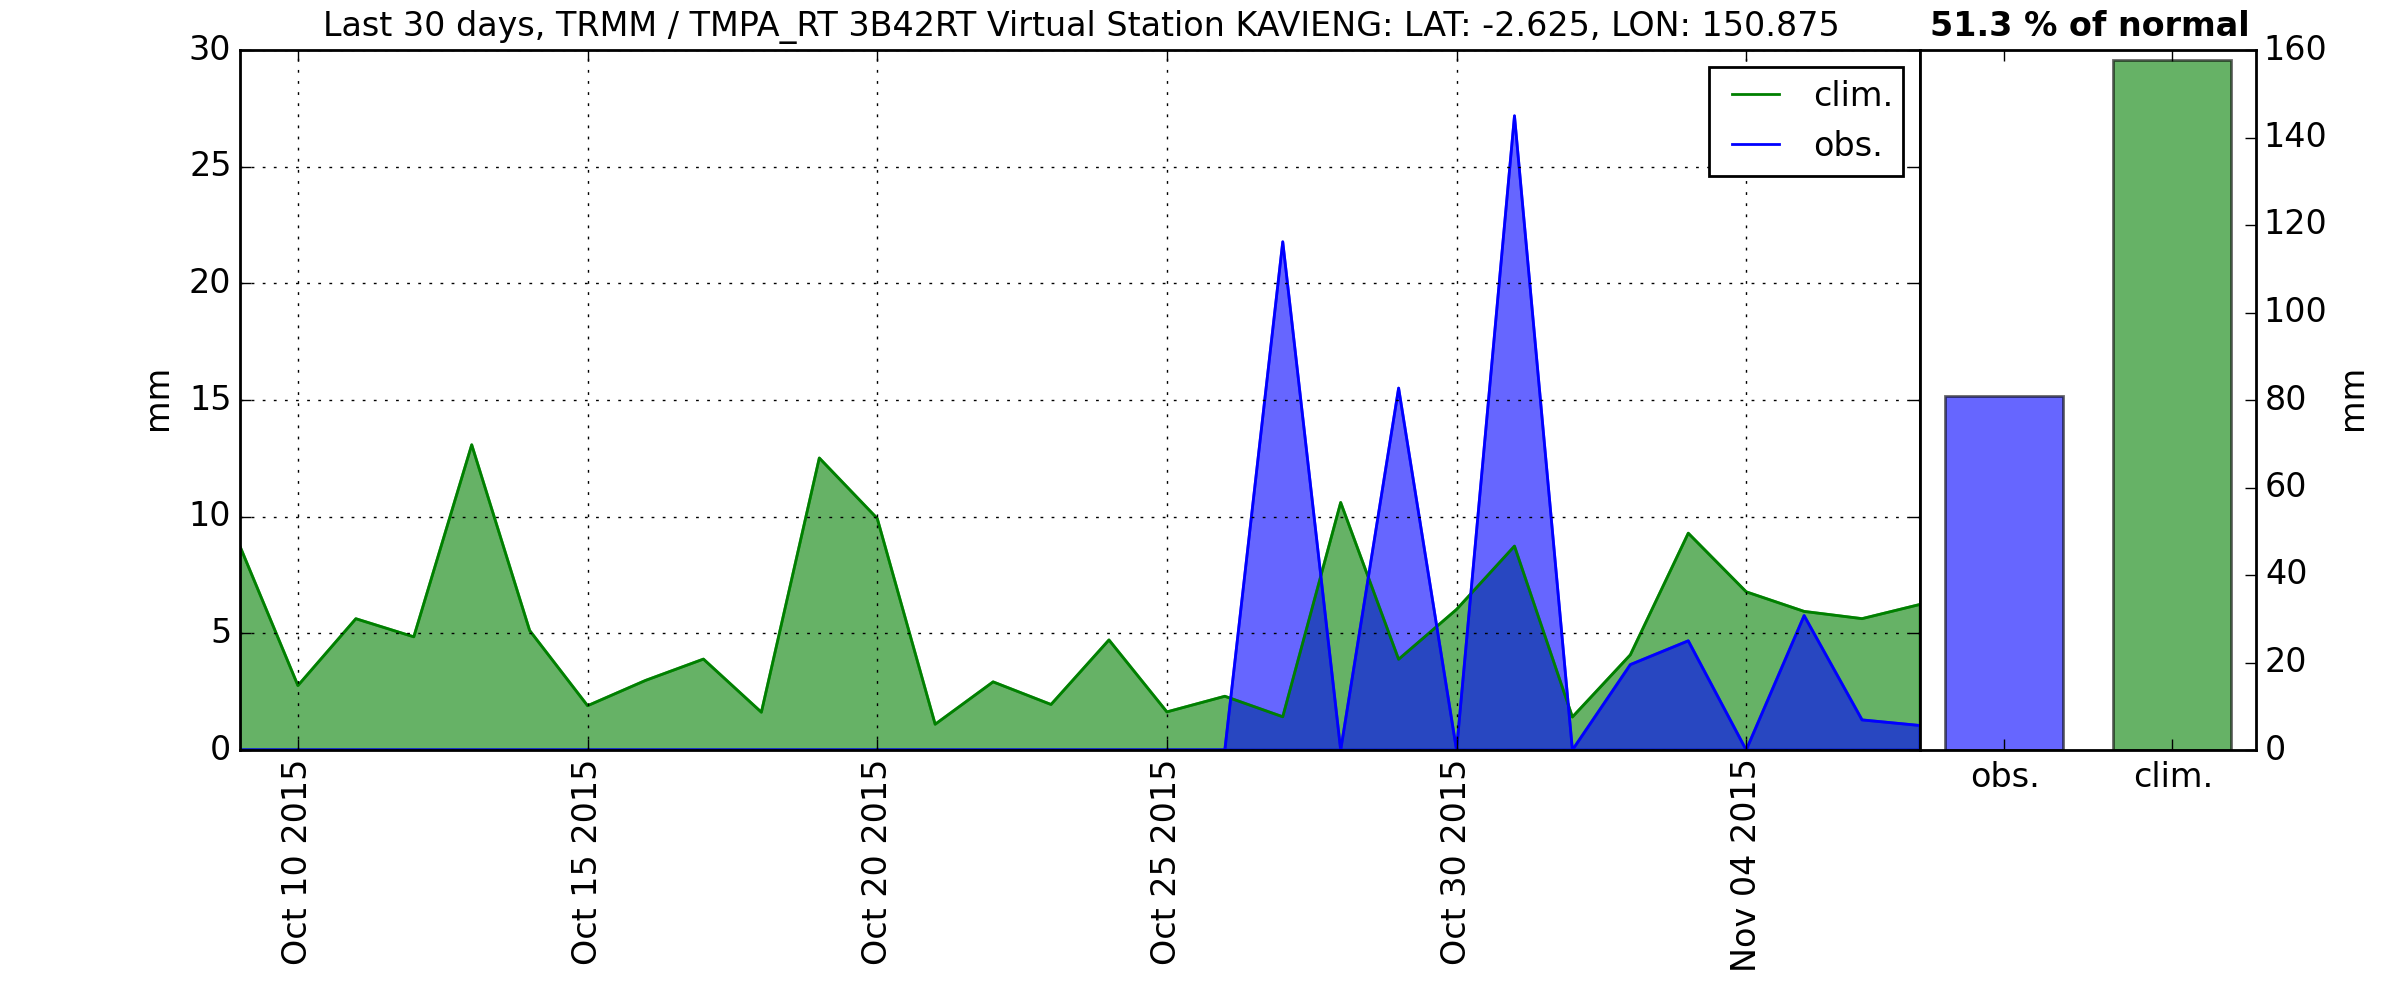 Last 30 days, TRMM / TMPA_RT 3B42RT Virtual Station KAVIENG: LAT: -2.625, LON: 150.875
51.3 % of normal
30
25
20
15
10
5
0
mm
clim.
obs.
Oct 10 2015
Oct 15 2015
Oct 20 2015
Oct 25 2015
Oct 30 2015
Nov 04 2015
160
140
120
100
80
60
40
20
0
mm
obs.
clim.